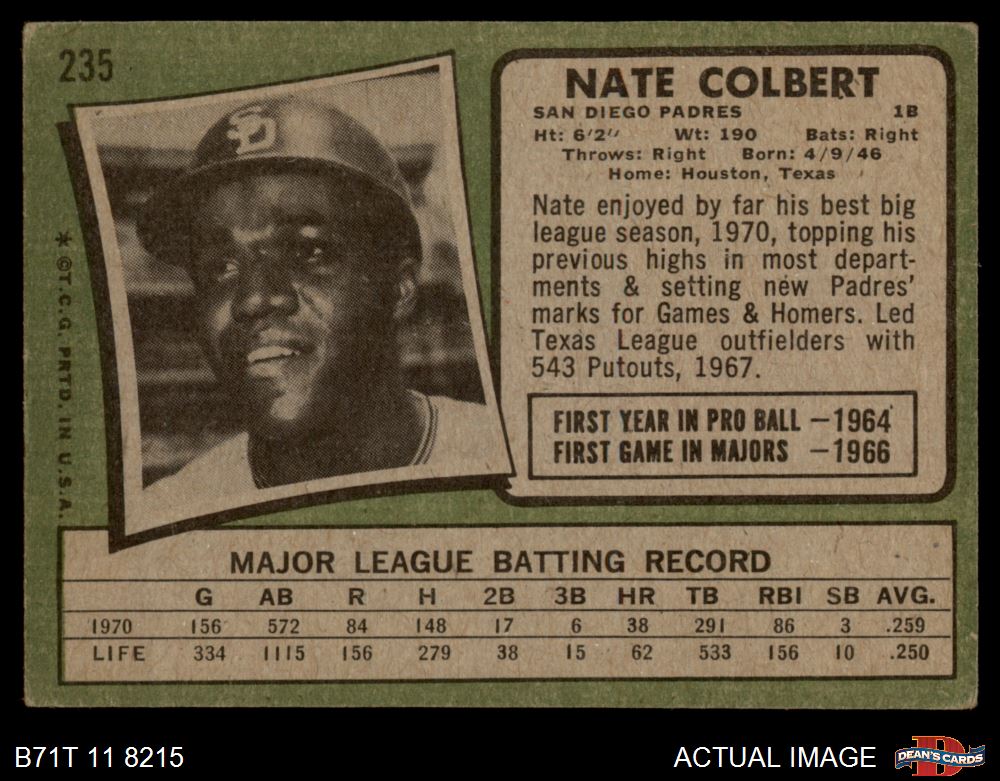 235
SD
* ©T.C.G. PRTD. IN U.S.A.
NATE COLBERT
SAN DIEGO PADRES 1B
Ht: 6'2" Wt: 190 Bats: Right
Throws: Right Born: 4/9/46
Home: Houston, Texas
Nate enjoyed by far his best big
league season, 1970, topping his
previous highs in most depart-
ments & setting new Padres'
marks for Games & Homers. Led
Texas League outfielders with
543 Putouts, 1967.
FIRST YEAR IN PRO BALL —1964
FIRST GAME IN MAJORS —1966
MAJOR LEAGUE BATTING RECORD
G AB R H 2B 3B HR TB RBI SB AVG.
1970 156 572 84 148 17 6 38 291 86 3 .259
LIFE 334 1115 156 279 38 15 62 533 156 10 .250
B71T 11 8215
ACTUAL IMAGE
D
DEAN'S CARDS